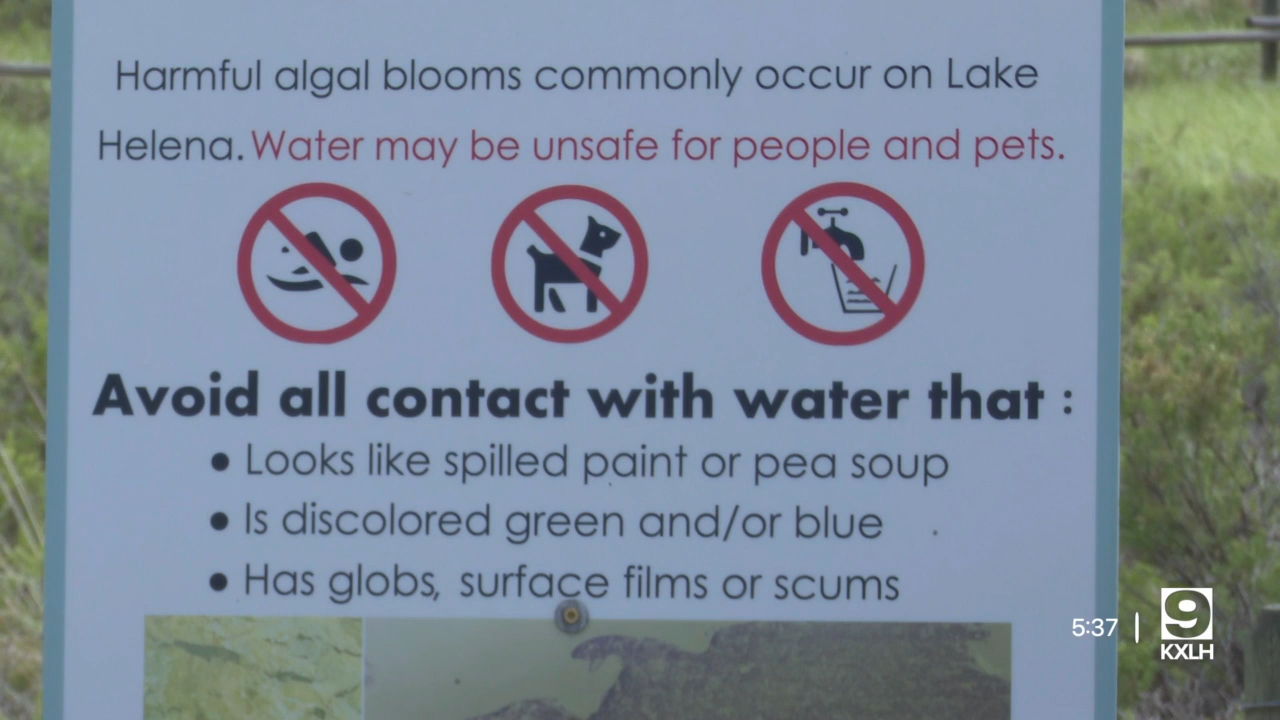 Harmful algal blooms commonly occur on Lake
Helena. Water may be unsafe for people and pets.
Avoid all contact with water that :
• Looks like spilled paint or pea soup
• Is discolored green and/or blue
• Has globs, surface films or scums
5:37 | 9
KXLH